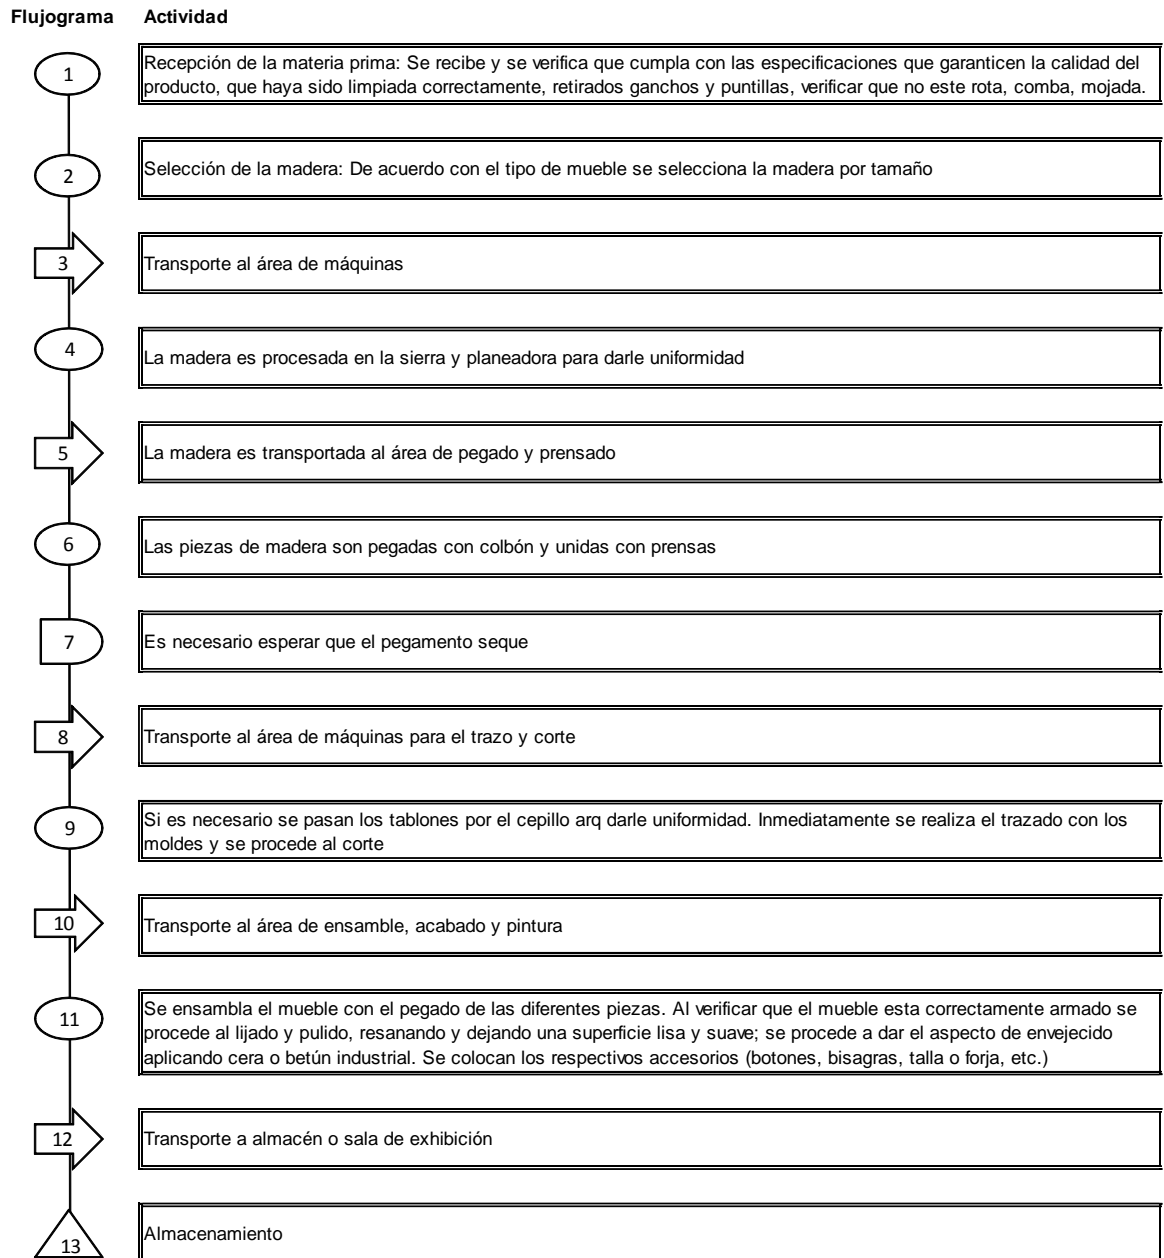 Flujograma Actividad
1
Recepción de la materia prima: Se recibe y se verifica que cumpla con las especificaciones que garanticen la calidad del
producto, que haya sido limpiada correctamente, retirados ganchos y puntillas, verificar que no este rota, comba, mojada.
2
Selección de la madera: De acuerdo con el tipo de mueble se selecciona la madera por tamaño
3
Transporte al área de máquinas
4
La madera es procesada en la sierra y planeadora para darle uniformidad
5
La madera es transportada al área de pegado y prensado
6
Las piezas de madera son pegadas con colbón y unidas con prensas
7
Es necesario esperar que el pegamento seque
8
Transporte al área de máquinas para el trazo y corte
9
Si es necesario se pasan los tablones por el cepillo arq darle uniformidad. Inmediatamente se realiza el trazado con los
moldes y se procede al corte
10
Transporte al área de ensamble, acabado y pintura
11
Se ensambla el mueble con el pegado de las diferentes piezas. Al verificar que el mueble esta correctamente armado se
procede al lijado y pulido, resanando y dejando una superficie lisa y suave; se procede a dar el aspecto de envejecido
aplicando cera o betún industrial. Se colocan los respectivos accesorios (botones, bisagras, talla o forja, etc.)
12
Transporte a almacén o sala de exhibición
13
Almacenamiento